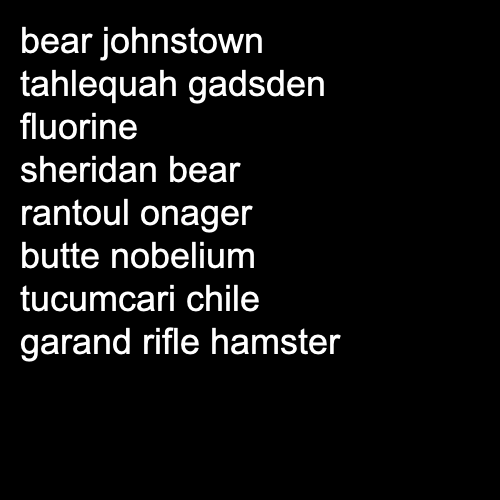 bear johnstown
tahlequah gadsden
fluorine
sheridan bear
rantoul onager
butte nobelium
tucumcari chile
garand rifle hamster